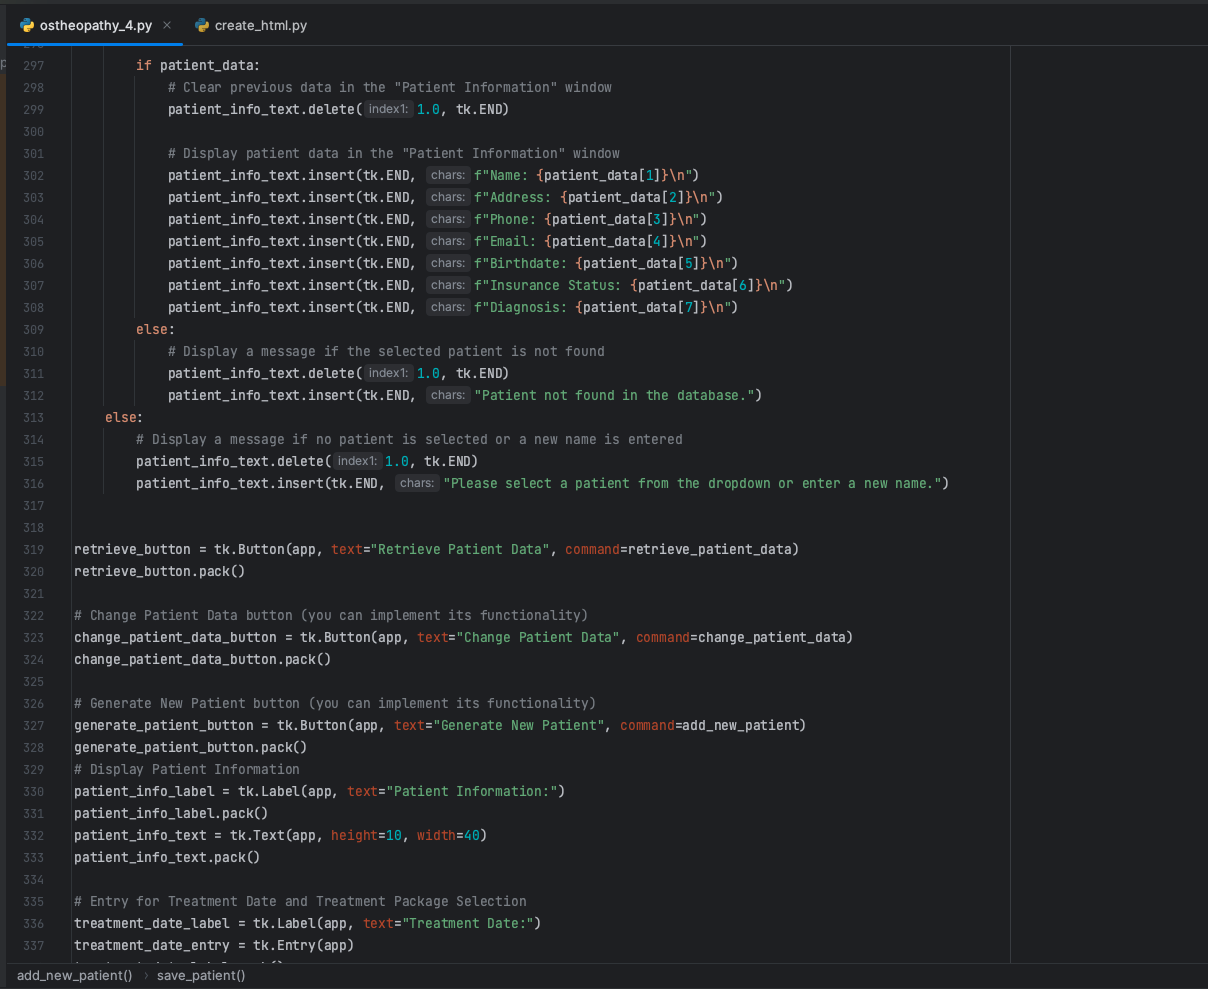 ostheopathy_4.py × create_html.py
297 if patient_data:
298 # Clear previous data in the "Patient Information" window
299 patient_info_text.delete( index1: 1.0, tk.END)
300
301 # Display patient data in the "Patient Information" window
302 patient_info_text.insert(tk.END, chars: f"Name: {patient_data[1]}\n")
303 patient_info_text.insert(tk.END, chars: f"Address: {patient_data[2]}\n")
304 patient_info_text.insert(tk.END, chars: f"Phone: {patient_data[3]}\n")
305 patient_info_text.insert(tk.END, chars: f"Email: {patient_data[4]}\n")
306 patient_info_text.insert(tk.END, chars: f"Birthdate: {patient_data[5]}\n")
307 patient_info_text.insert(tk.END, chars: f"Insurance Status: {patient_data[6]}\n")
308 patient_info_text.insert(tk.END, chars: f"Diagnosis: {patient_data[7]}\n")
309 else:
310 # Display a message if the selected patient is not found
311 patient_info_text.delete( index1: 1.0, tk.END)
312 patient_info_text.insert(tk.END, chars: "Patient not found in the database.")
313 else:
314 # Display a message if no patient is selected or a new name is entered
315 patient_info_text.delete( index1: 1.0, tk.END)
316 patient_info_text.insert(tk.END, chars: "Please select a patient from the dropdown or enter a new name.")
317
318
319 retrieve_button = tk.Button(app, text="Retrieve Patient Data", command=retrieve_patient_data)
320 retrieve_button.pack()
321
322 # Change Patient Data button (you can implement its functionality)
323 change_patient_data_button = tk.Button(app, text="Change Patient Data", command=change_patient_data)
324 change_patient_data_button.pack()
325
326 # Generate New Patient button (you can implement its functionality)
327 generate_patient_button = tk.Button(app, text="Generate New Patient", command=add_new_patient)
328 generate_patient_button.pack()
329 # Display Patient Information
330 patient_info_label = tk.Label(app, text="Patient Information:")
331 patient_info_label.pack()
332 patient_info_text = tk.Text(app, height=10, width=40)
333 patient_info_text.pack()
334
335 # Entry for Treatment Date and Treatment Package Selection
336 treatment_date_label = tk.Label(app, text="Treatment Date:")
337 treatment_date_entry = tk.Entry(app)
add_new_patient() › save_patient()